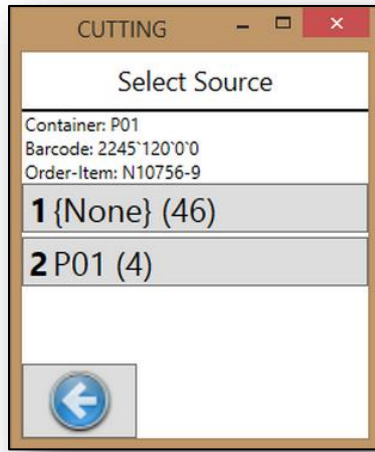 CUTTING
Select Source
Container: P01
Barcode: 2245`120`0`0
Order-Item: N10756-9
1 {None} (46)
2 P01 (4)